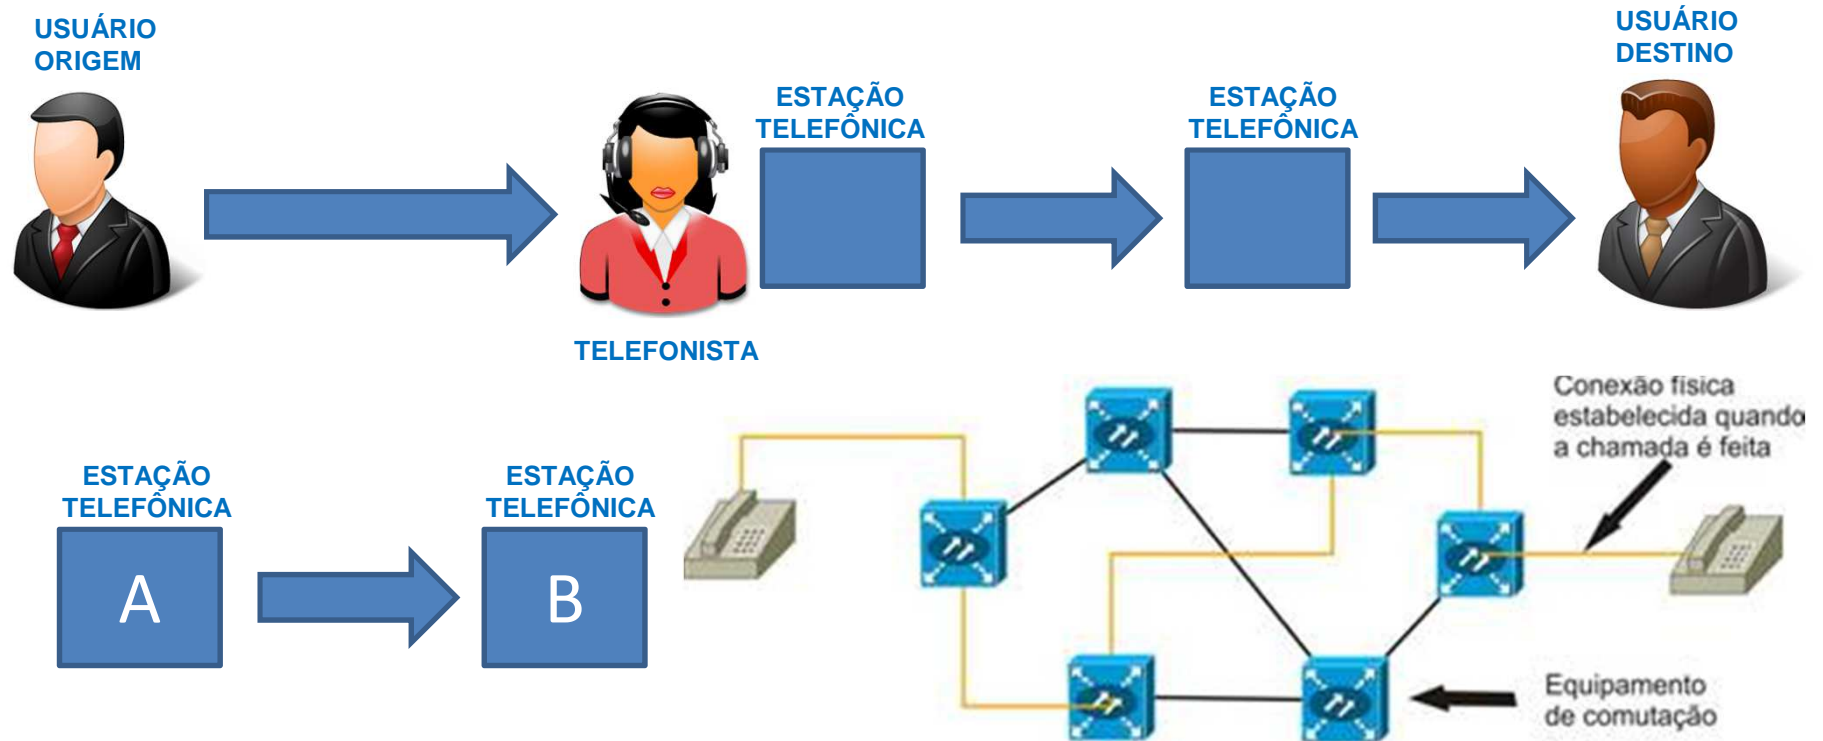 USUÁRIO
ORIGEM
ESTAÇÃO
TELEFÔNICA
ESTAÇÃO
TELEFÔNICA
USUÁRIO
DESTINO
TELEFONISTA
ESTAÇÃO
TELEFÔNICA
A
ESTAÇÃO
TELEFÔNICA
B
Conexão física
estabelecida quando
a chamada é feita
Equipamento
de comutação